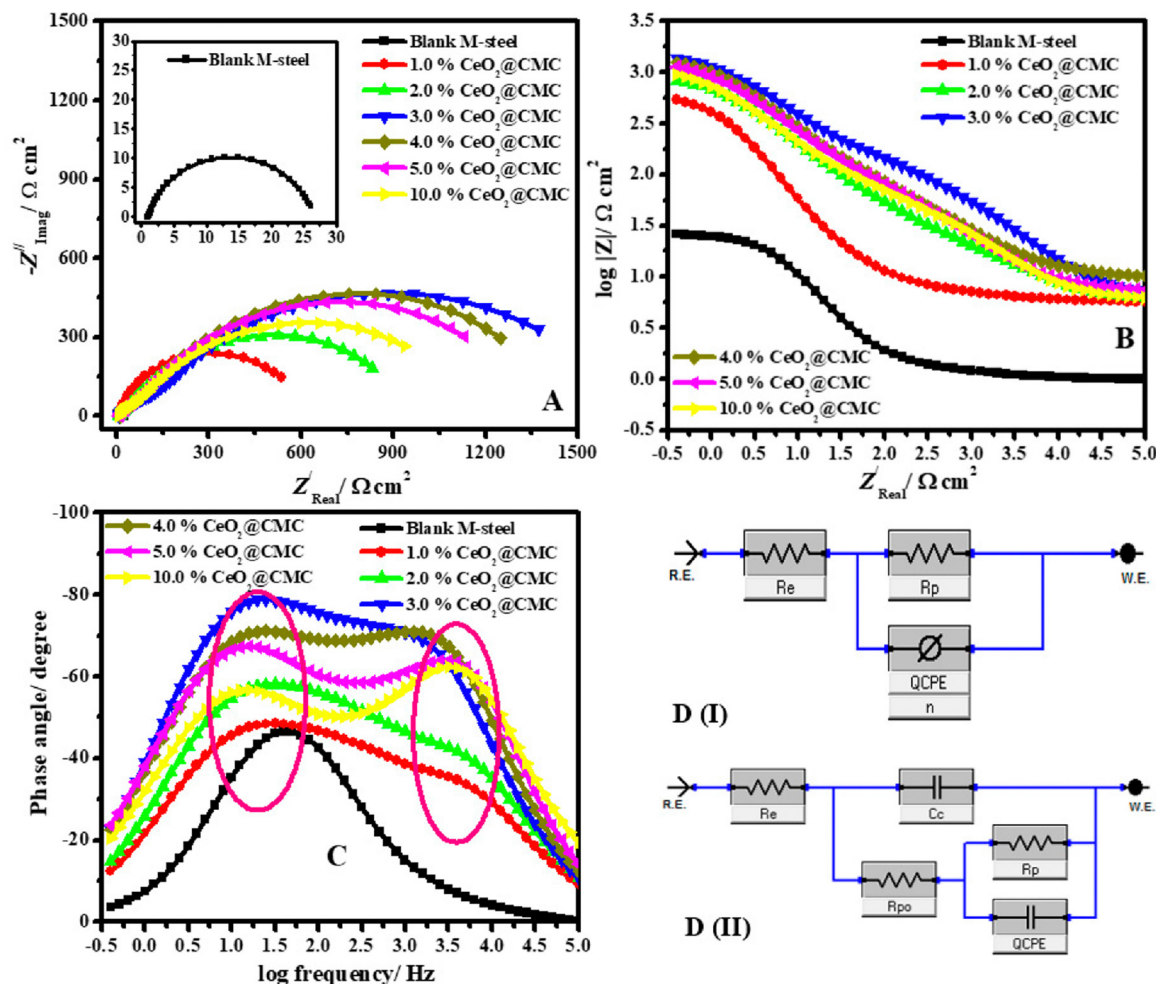 1500
1200
900
600
300
0
-Z//Imag/ Ω cm2
30
25
20
15
10
5
0
Blank M-steel
0 5 10 15 20 25 30
Blank M-steel
1.0 % CeO2@CMC
2.0 % CeO2@CMC
3.0 % CeO2@CMC
4.0 % CeO2@CMC
5.0 % CeO2@CMC
10.0 % CeO2@CMC
A
0 300 600 900 1200 1500
Z/Real/ Ω cm2
3.5
3.0
2.5
2.0
1.5
1.0
0.5
0.0
-0.5
log |Z|/ Ω cm2
Blank M-steel
1.0 % CeO2@CMC
2.0 % CeO2@CMC
3.0 % CeO2@CMC
B
4.0 % CeO2@CMC
5.0 % CeO2@CMC
10.0 % CeO2@CMC
-0.5 0.0 0.5 1.0 1.5 2.0 2.5 3.0 3.5 4.0 4.5 5.0
Z/Real/ Ω cm2
-100
-80
-60
-40
-20
0
Phase angle/ degree
4.0 % CeO2@CMC
5.0 % CeO2@CMC
10.0 % CeO2@CMC
Blank M-steel
1.0 % CeO2@CMC
2.0 % CeO2@CMC
3.0 % CeO2@CMC
C
-0.5 0.0 0.5 1.0 1.5 2.0 2.5 3.0 3.5 4.0 4.5 5.0
log frequency/ Hz
R.E.
Re
Rp
W.E.
QCPE
n
D (I)
R.E.
Re
Cc
W.E.
Rp
Rpo
QCPE
D (II)